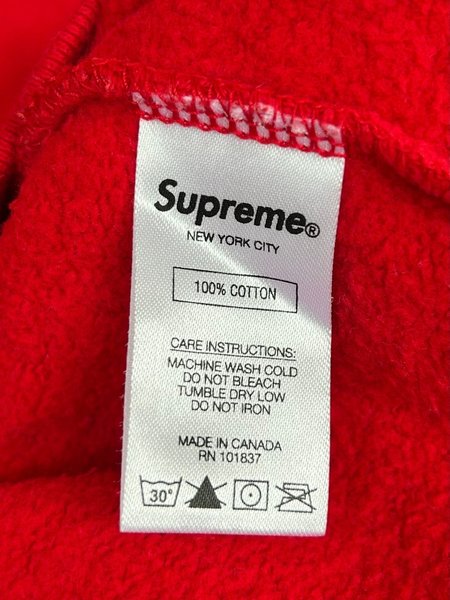 Supreme®
NEW YORK CITY
100% COTTON
CARE INSTRUCTIONS:
MACHINE WASH COLD
DO NOT BLEACH
TUMBLE DRY LOW
DO NOT IRON
MADE IN CANADA
RN 101837
30°